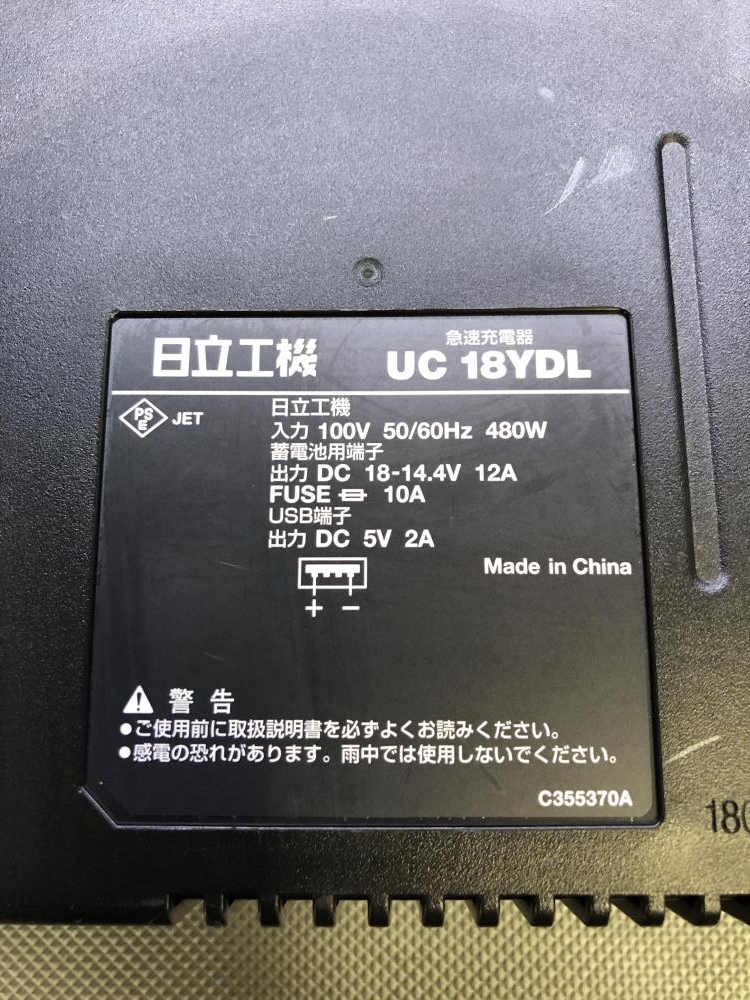 日立工機
急速充電器
UC 18YDL
PS
E
JET
日立工機
入力 100V 50/60Hz 480W
蓄電池用端子
出力 DC 18-14.4V 12A
FUSE 10A
USB端子
出力 DC 5V 2A
+ −
Made in China
警告
●ご使用前に取扱説明書を必ずよくお読みください。
●感電の恐れがあります。雨中では使用しないでください。
C355370A